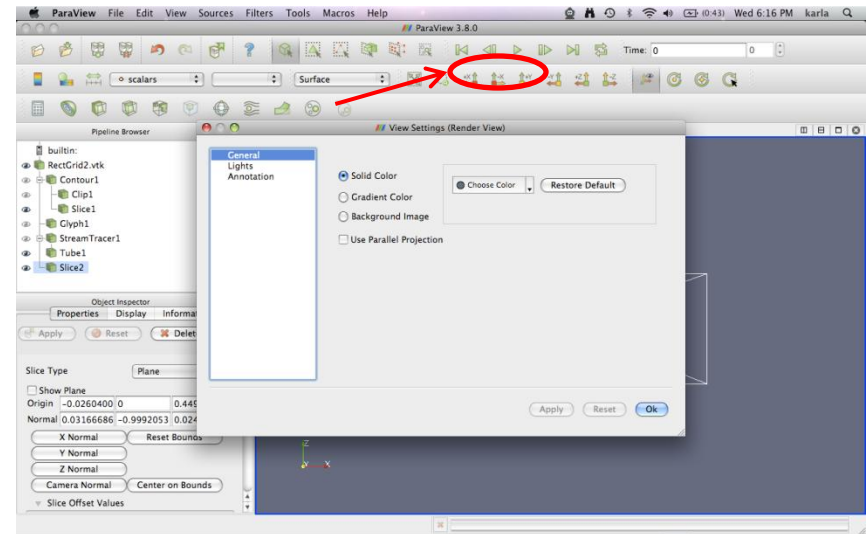 ParaView File Edit View Sources Filters Tools Macros Help (0:43) Wed 6:16 PM karla
ParaView 3.8.0
Time: 0 0
scalars Surface +X -X +Y -Y +Z -Z
Pipeline Browser
builtin:
RectGrid2.vtk
Contour1
Clip1
Slice1
Glyph1
StreamTracer1
Tube1
Slice2
Object Inspector
Properties Display Informa
Apply Reset Delet
Slice Type Plane
Show Plane
Origin -0.0260400 0 0.449
Normal 0.03166686 -0.9992053 0.024
X Normal Reset Bounds
Y Normal
Z Normal
Camera Normal Center on Bounds
Slice Offset Values
View Settings (Render View)
General
Lights
Annotation
Solid Color
Choose Color Restore Default
Gradient Color
Background Image
Use Parallel Projection
Apply Reset Ok
Z
Y X